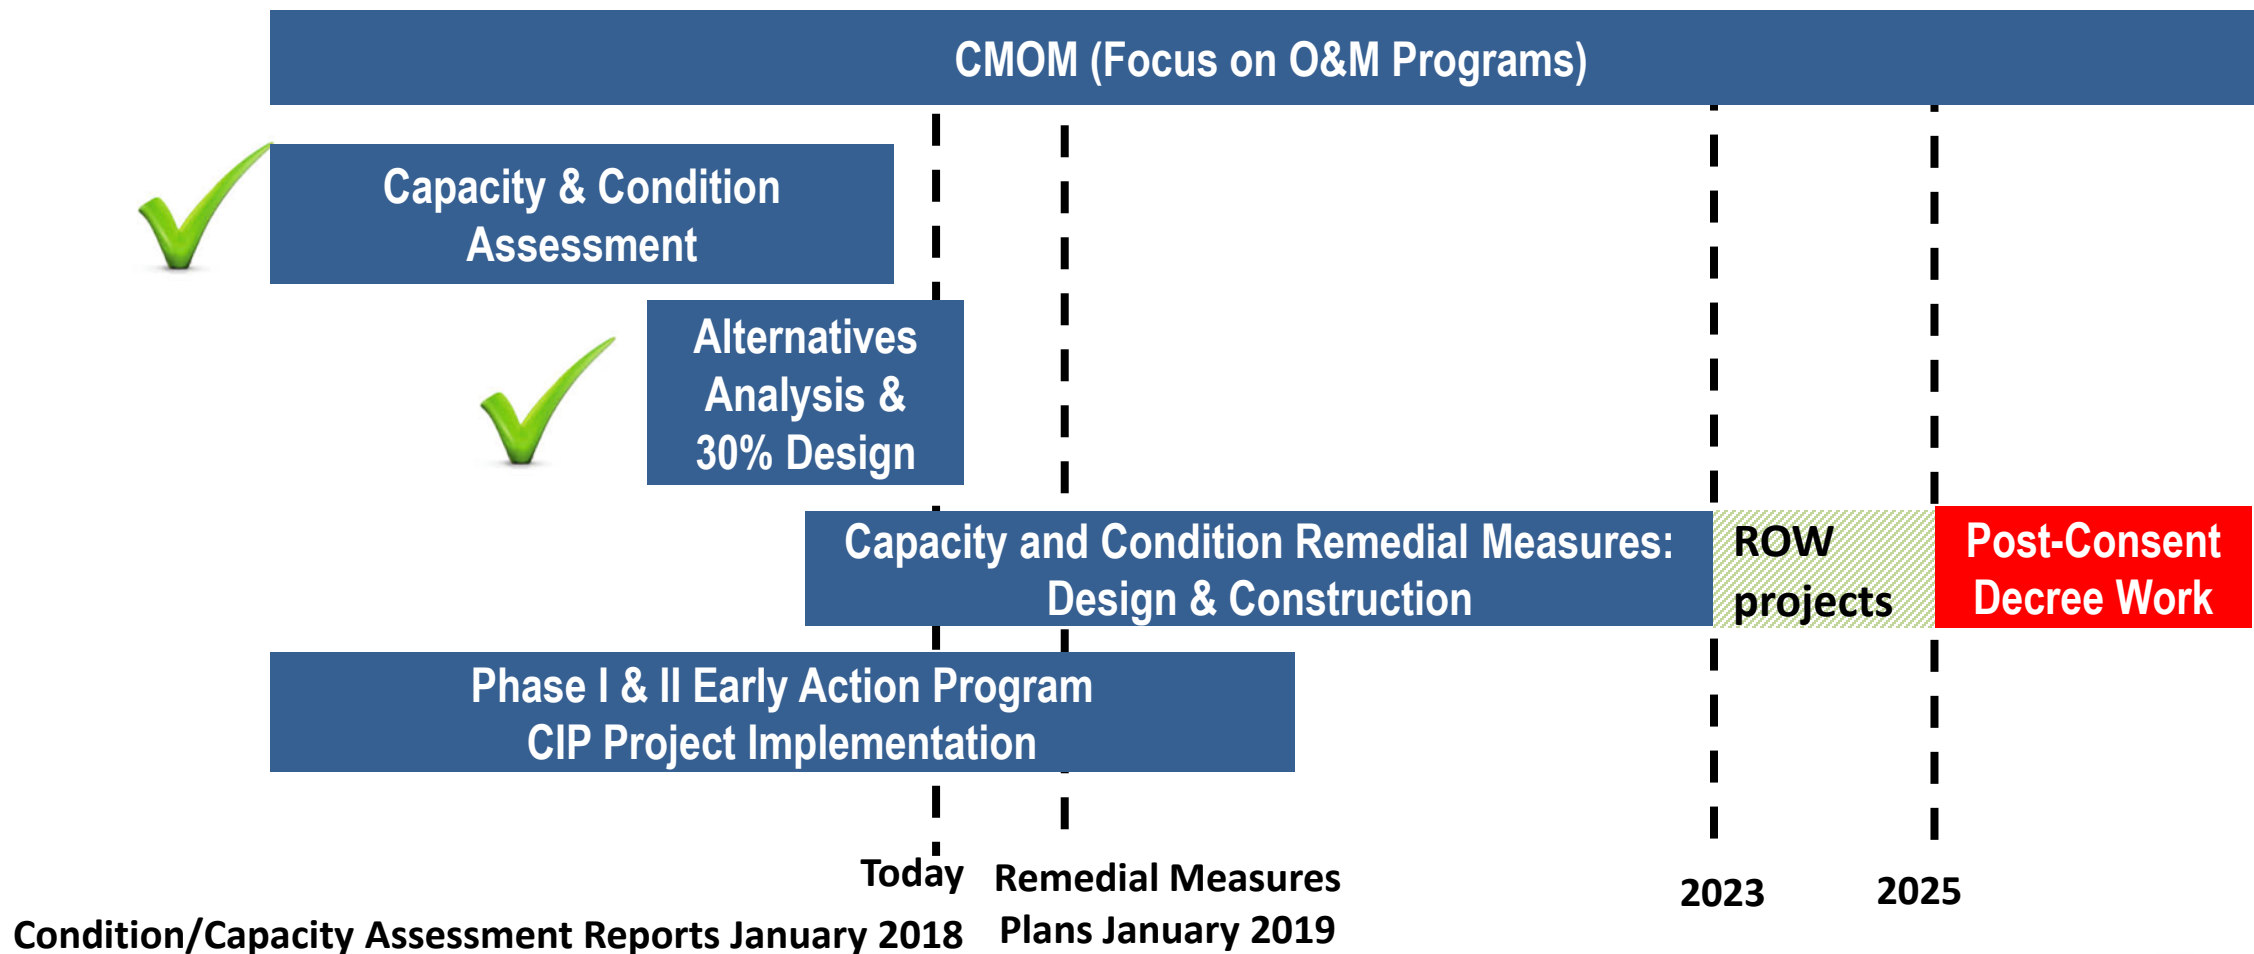 CMOM (Focus on O&M Programs)
Capacity & Condition
Assessment
Alternatives
Analysis &
30% Design
Capacity and Condition Remedial Measures:
Design & Construction
ROW
projects
Post-Consent
Decree Work
Phase I & II Early Action Program
CIP Project Implementation
Today
Condition/Capacity Assessment Reports January 2018
Remedial Measures
Plans January 2019
2023
2025